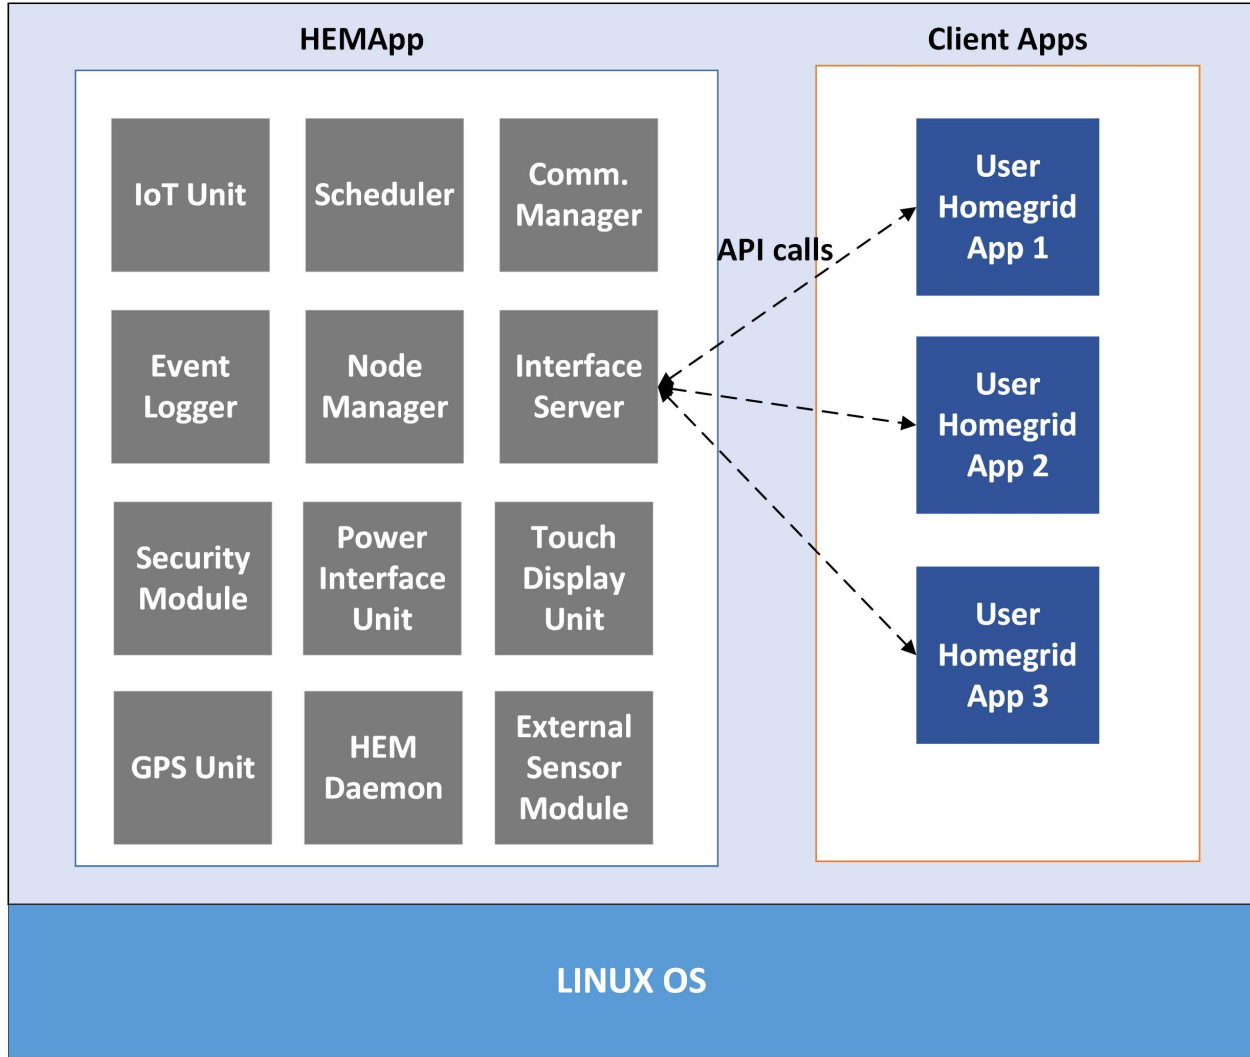 HEMApp
Client Apps
IoT Unit
Scheduler
Comm.
Manager
User
Homegrid
App 1
API calls
Event
Logger
Node
Manager
Interface
Server
User
Homegrid
App 2
Security
Module
Power
Interface
Unit
Touch
Display
Unit
User
Homegrid
App 3
GPS Unit
HEM
Daemon
External
Sensor
Module
LINUX OS